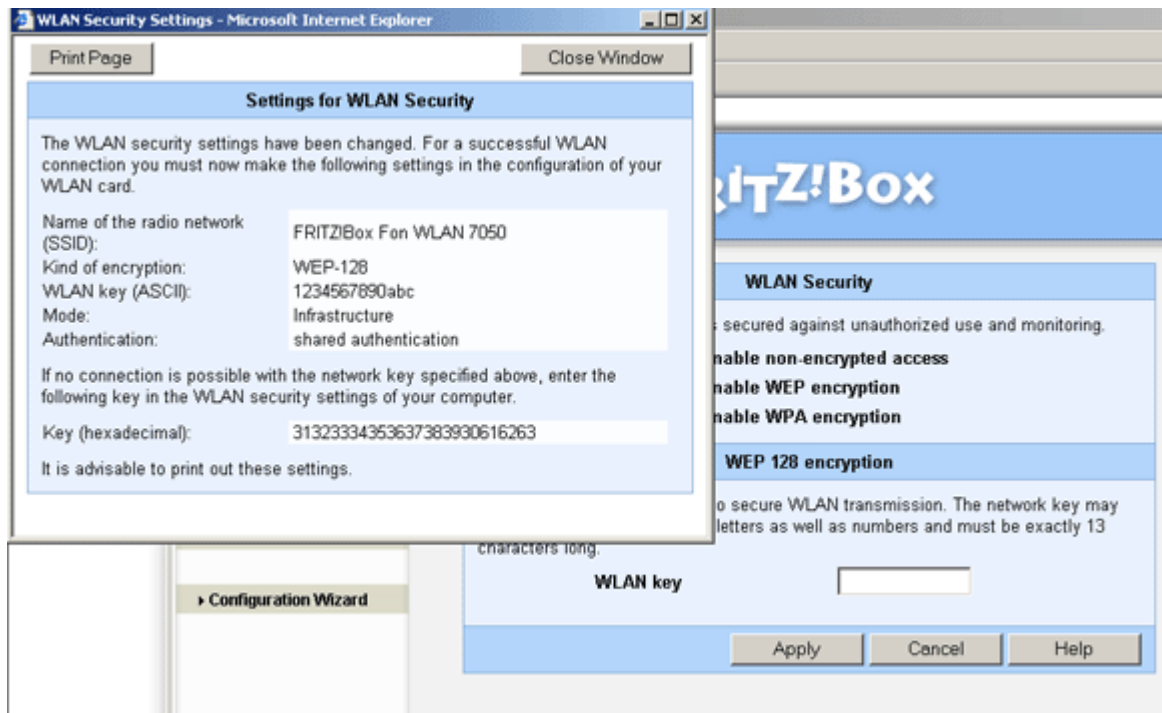 WLAN Security Settings - Microsoft Internet Explorer
Print Page
Close Window
Settings for WLAN Security
The WLAN security settings have been changed. For a successful WLAN
connection you must now make the following settings in the configuration of your
WLAN card.
Name of the radio network
(SSID):
FRITZ!Box Fon WLAN 7050
Kind of encryption: WEP-128
WLAN key (ASCII): 1234567890abc
Mode: Infrastructure
Authentication: shared authentication
If no connection is possible with the network key specified above, enter the
following key in the WLAN security settings of your computer.
Key (hexadecimal): 31323334353637383930616263
It is advisable to print out these settings.
RITZ!Box
WLAN Security
secured against unauthorized use and monitoring.
nable non-encrypted access
nable WEP encryption
nable WPA encryption
WEP 128 encryption
o secure WLAN transmission. The network key may
letters as well as numbers and must be exactly 13
characters long.
WLAN key
Apply
Cancel
Help
Configuration Wizard